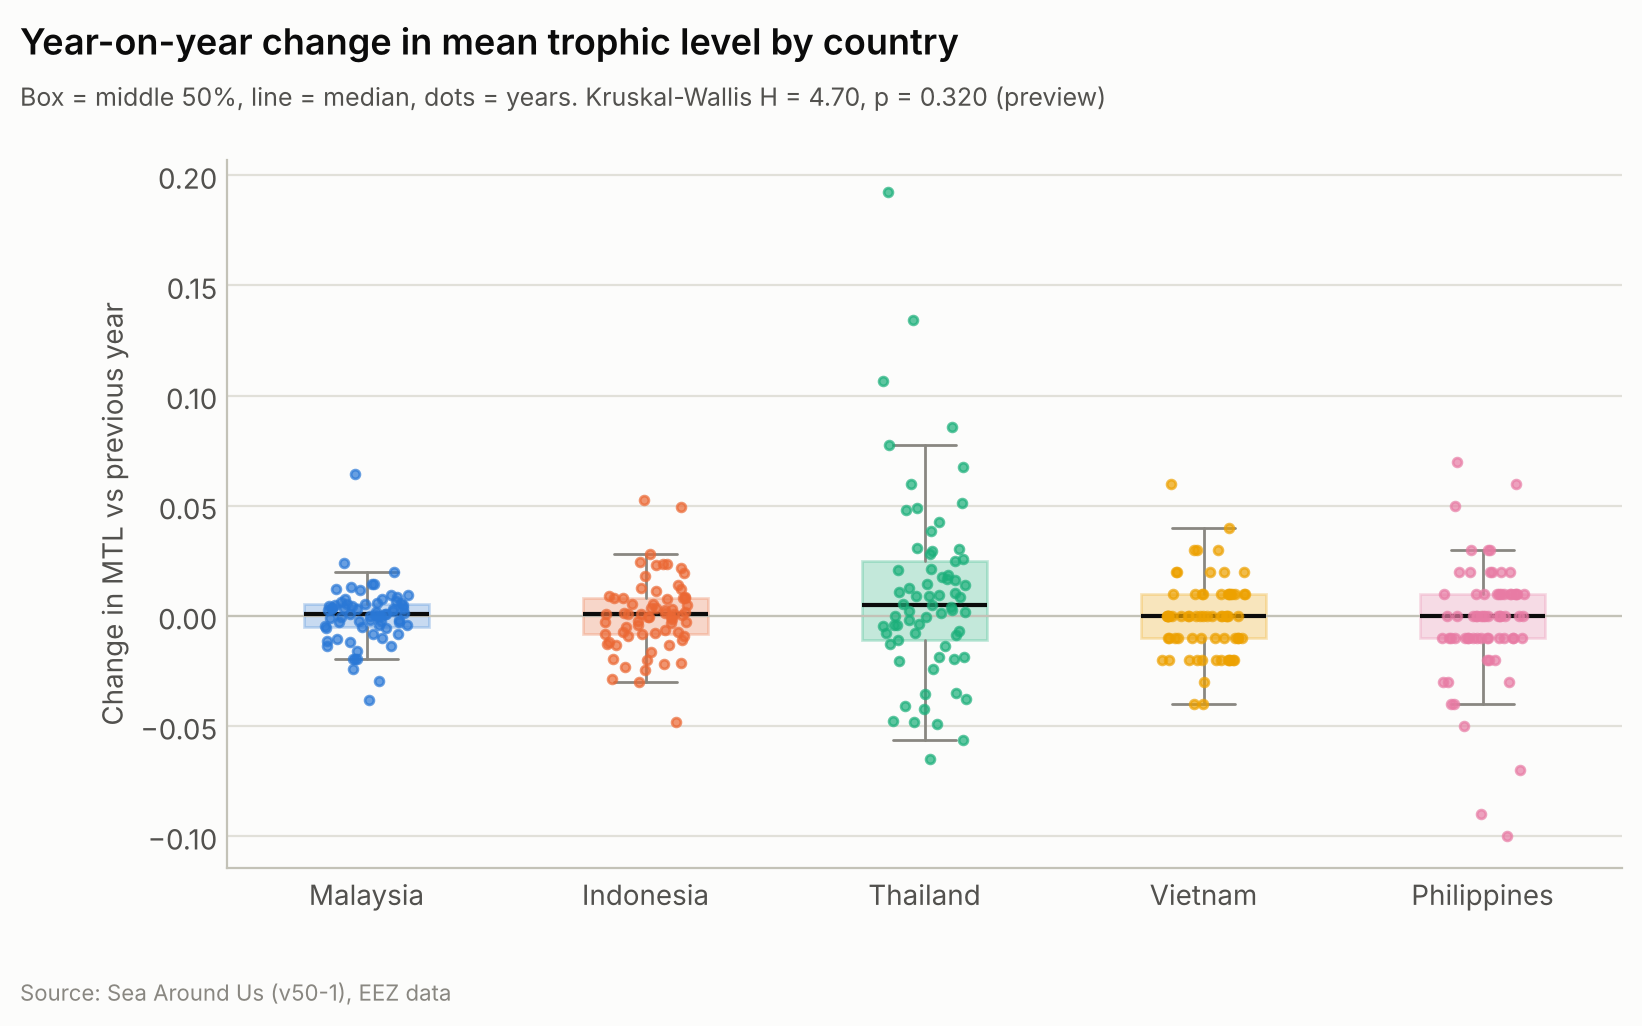 Year-on-year change in mean trophic level by country
Box = middle 50%, line = median, dots = years. Kruskal-Wallis H = 4.70, p = 0.320 (preview)
Change in MTL vs previous year
0.20
0.15
0.10
0.05
0.00
−0.05
−0.10
Malaysia Indonesia Thailand Vietnam Philippines
Source: Sea Around Us (v50-1), EEZ data